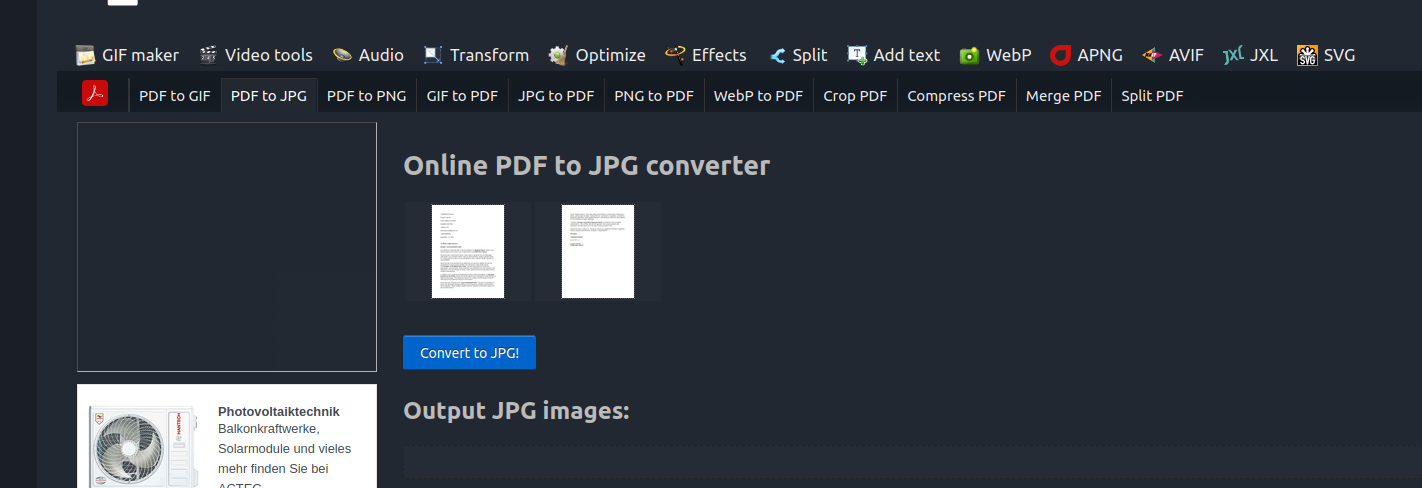 GIF maker Video tools Audio Transform Optimize Effects Split Add text WebP APNG AVIF JXL SVG
PDF to GIF PDF to JPG PDF to PNG GIF to PDF JPG to PDF PNG to PDF WebP to PDF Crop PDF Compress PDF Merge PDF Split PDF
Online PDF to JPG converter
Convert to JPG!
Output JPG images:
Photovoltaiktechnik
Balkonkraftwerke,
Solarmodule und vieles
mehr finden Sie bei
ACTEC